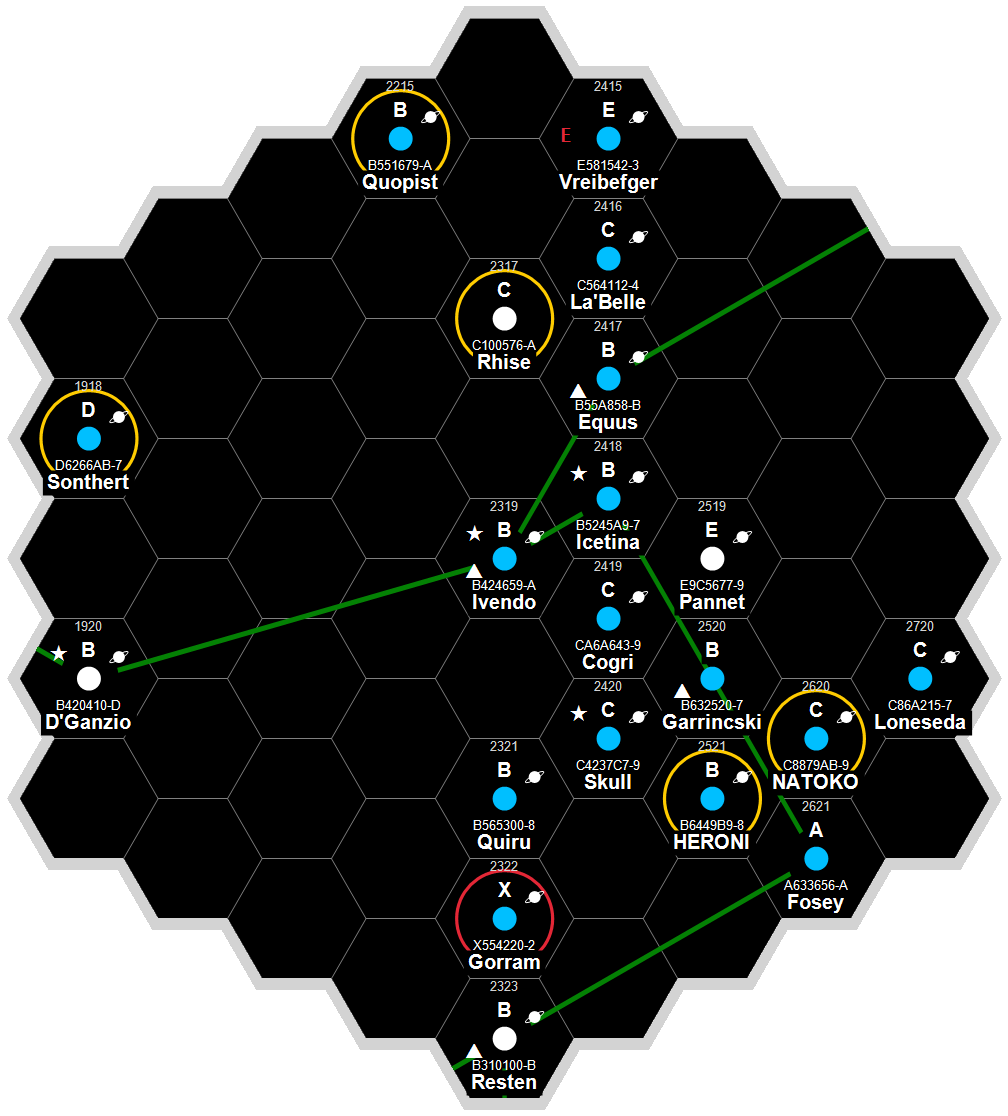 2215
B
B551679-A
Quopist
2415
E
E
E581542-3
Vreibefger
2416
C
C564112-4
La'Belle
2317
C
C100576-A
Rhise
2417
B
B55A858-B
Equus
1918
D
D6266AB-7
Sonthert
2418
B
B5245A9-7
Icetina
2319
B
B424659-A
Ivendo
2519
E
E9C5677-9
Pannet
2419
C
CA6A643-9
Cogri
1920
B
B420410-D
D'Ganzio
2520
B
B632520-7
Garrincski
2720
C
C86A215-7
Loneseda
2420
C
C4237C7-9
Skull
2620
C
C8879AB-9
NATOKO
2321
B
B565300-8
Quiru
2521
B
B6449B9-8
HERONI
2621
A
A633656-A
Fosey
2322
X
X554220-2
Gorram
2323
B
B310100-B
Resten